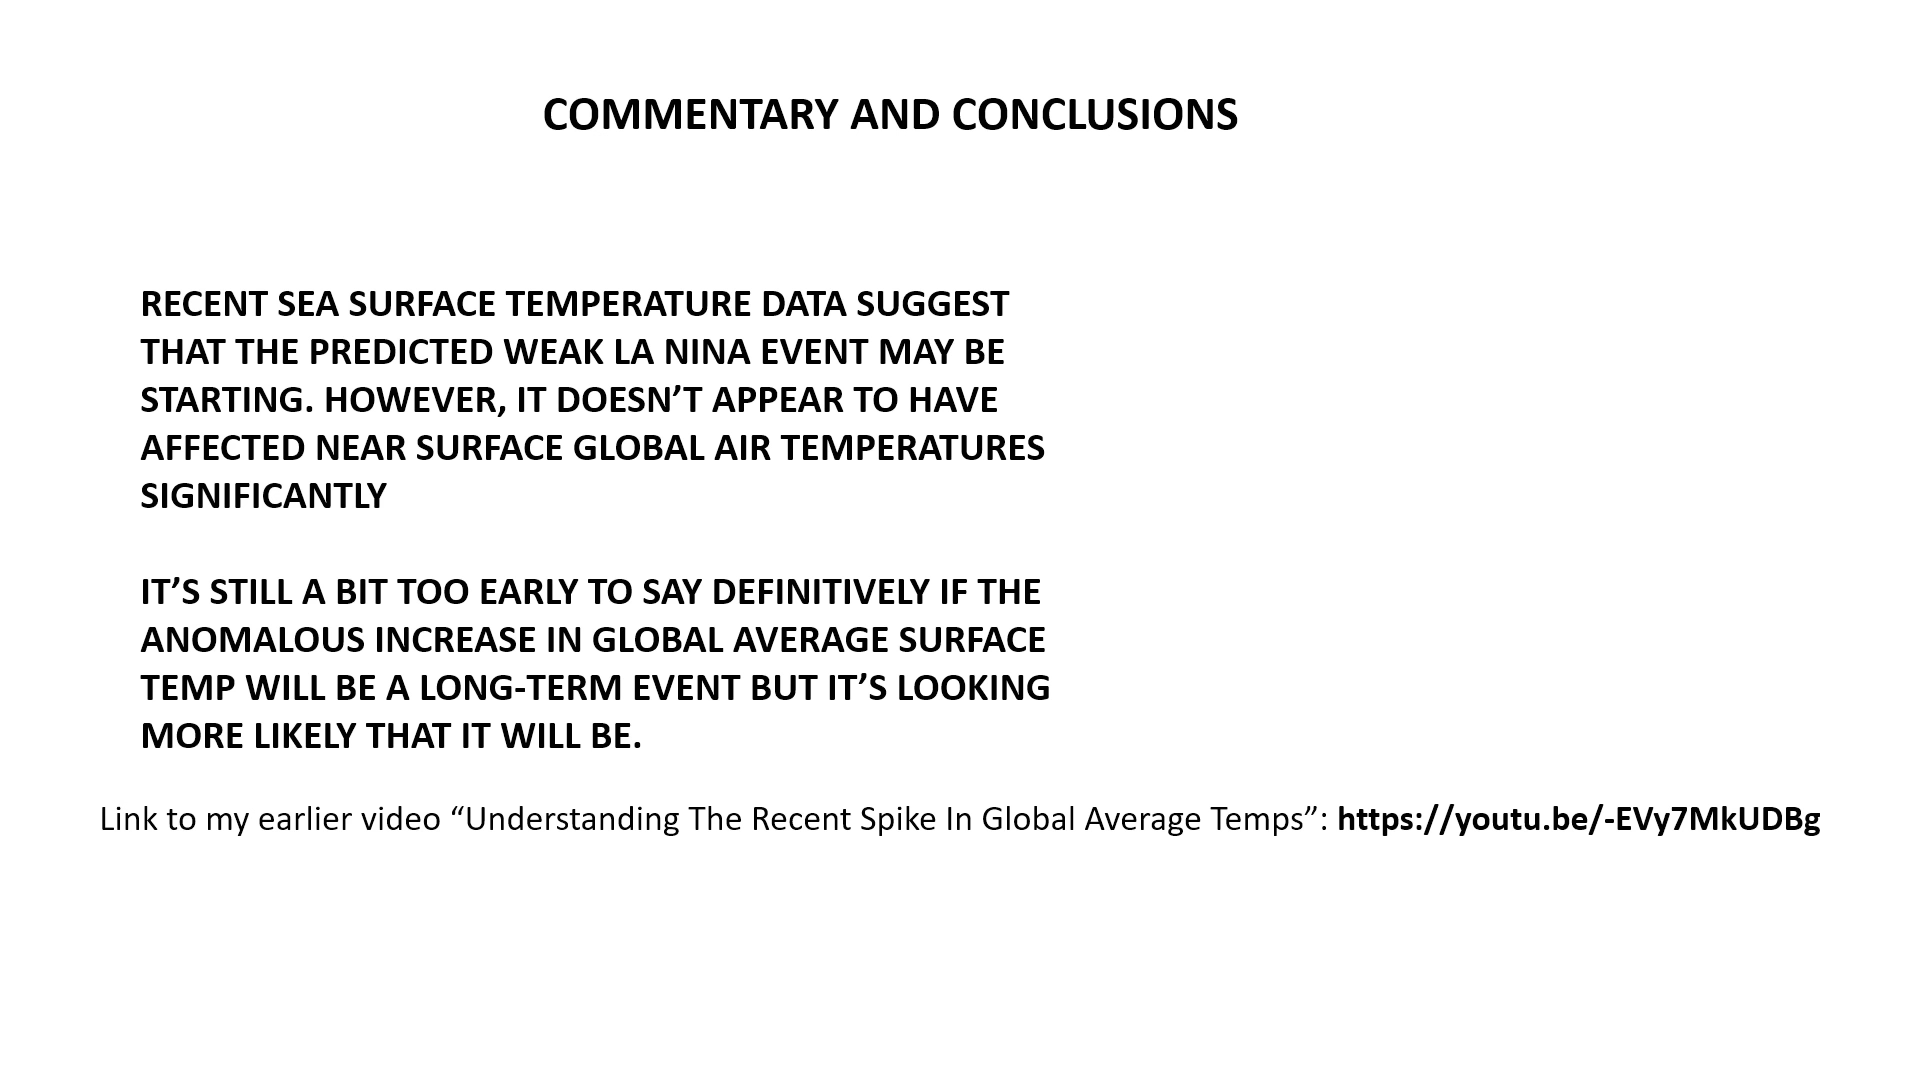 COMMENTARY AND CONCLUSIONS
RECENT SEA SURFACE TEMPERATURE DATA SUGGEST
THAT THE PREDICTED WEAK LA NINA EVENT MAY BE
STARTING. HOWEVER, IT DOESN’T APPEAR TO HAVE
AFFECTED NEAR SURFACE GLOBAL AIR TEMPERATURES
SIGNIFICANTLY
IT’S STILL A BIT TOO EARLY TO SAY DEFINITIVELY IF THE
ANOMALOUS INCREASE IN GLOBAL AVERAGE SURFACE
TEMP WILL BE A LONG-TERM EVENT BUT IT’S LOOKING
MORE LIKELY THAT IT WILL BE.
Link to my earlier video “Understanding The Recent Spike In Global Average Temps”: https://youtu.be/-EVy7MkUDBg